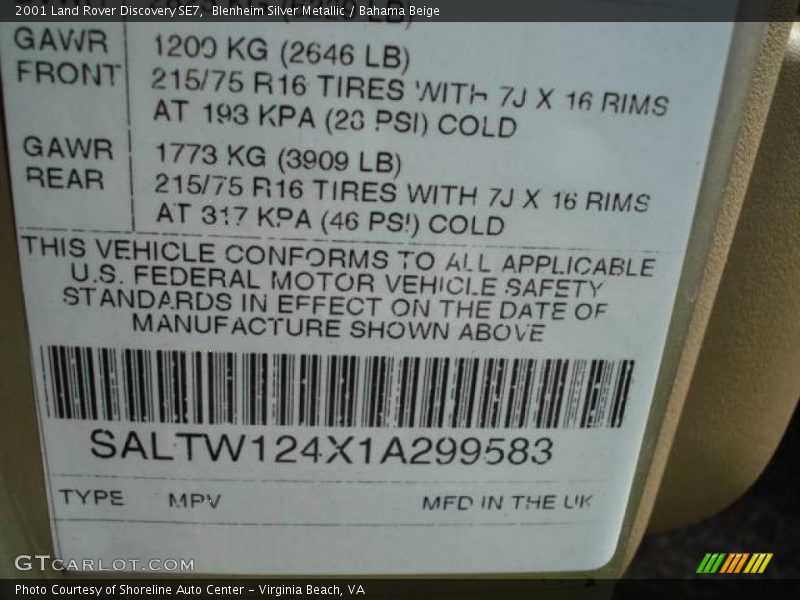 2001 Land Rover Discovery SE7, Blenheim Silver Metallic / Bahama Beige
GAWR FRONT
1200 KG (2646 LB)
215/75 R16 TIRES WITH 7J X 16 RIMS
AT 193 KPA (28 PSI) COLD
GAWR REAR
1773 KG (3909 LB)
215/75 R16 TIRES WITH 7J X 16 RIMS
AT 317 KPA (46 PSI) COLD
THIS VEHICLE CONFORMS TO ALL APPLICABLE
U.S. FEDERAL MOTOR VEHICLE SAFETY
STANDARDS IN EFFECT ON THE DATE OF
MANUFACTURE SHOWN ABOVE
SALTW124X1A299583
TYPE MPV MFD IN THE UK
GTCARLOT.COM
Photo Courtesy of Shoreline Auto Center - Virginia Beach, VA